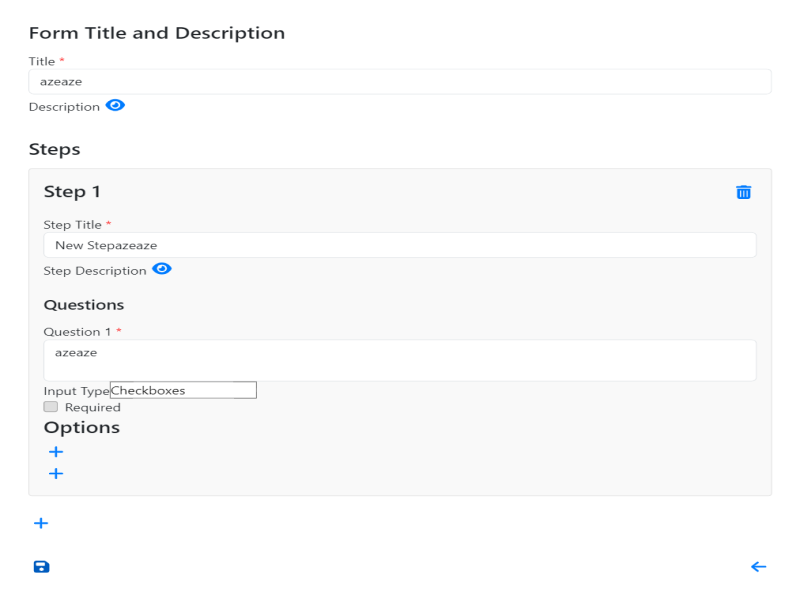 Form Title and Description
Title *
azeaze
Description
Steps
Step 1
Step Title *
New Stepazeaze
Step Description
Questions
Question 1 *
azeaze
Input Type Checkboxes
Required
Options